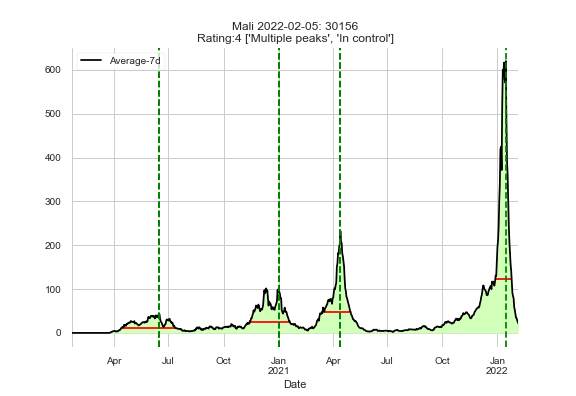 Mali 2022-02-05: 30156
Rating:4 ['Multiple peaks', 'In control']
Average-7d
600
500
400
300
200
100
0
Apr Jul Oct Jan Apr Jul Oct Jan
2021 2022
Date